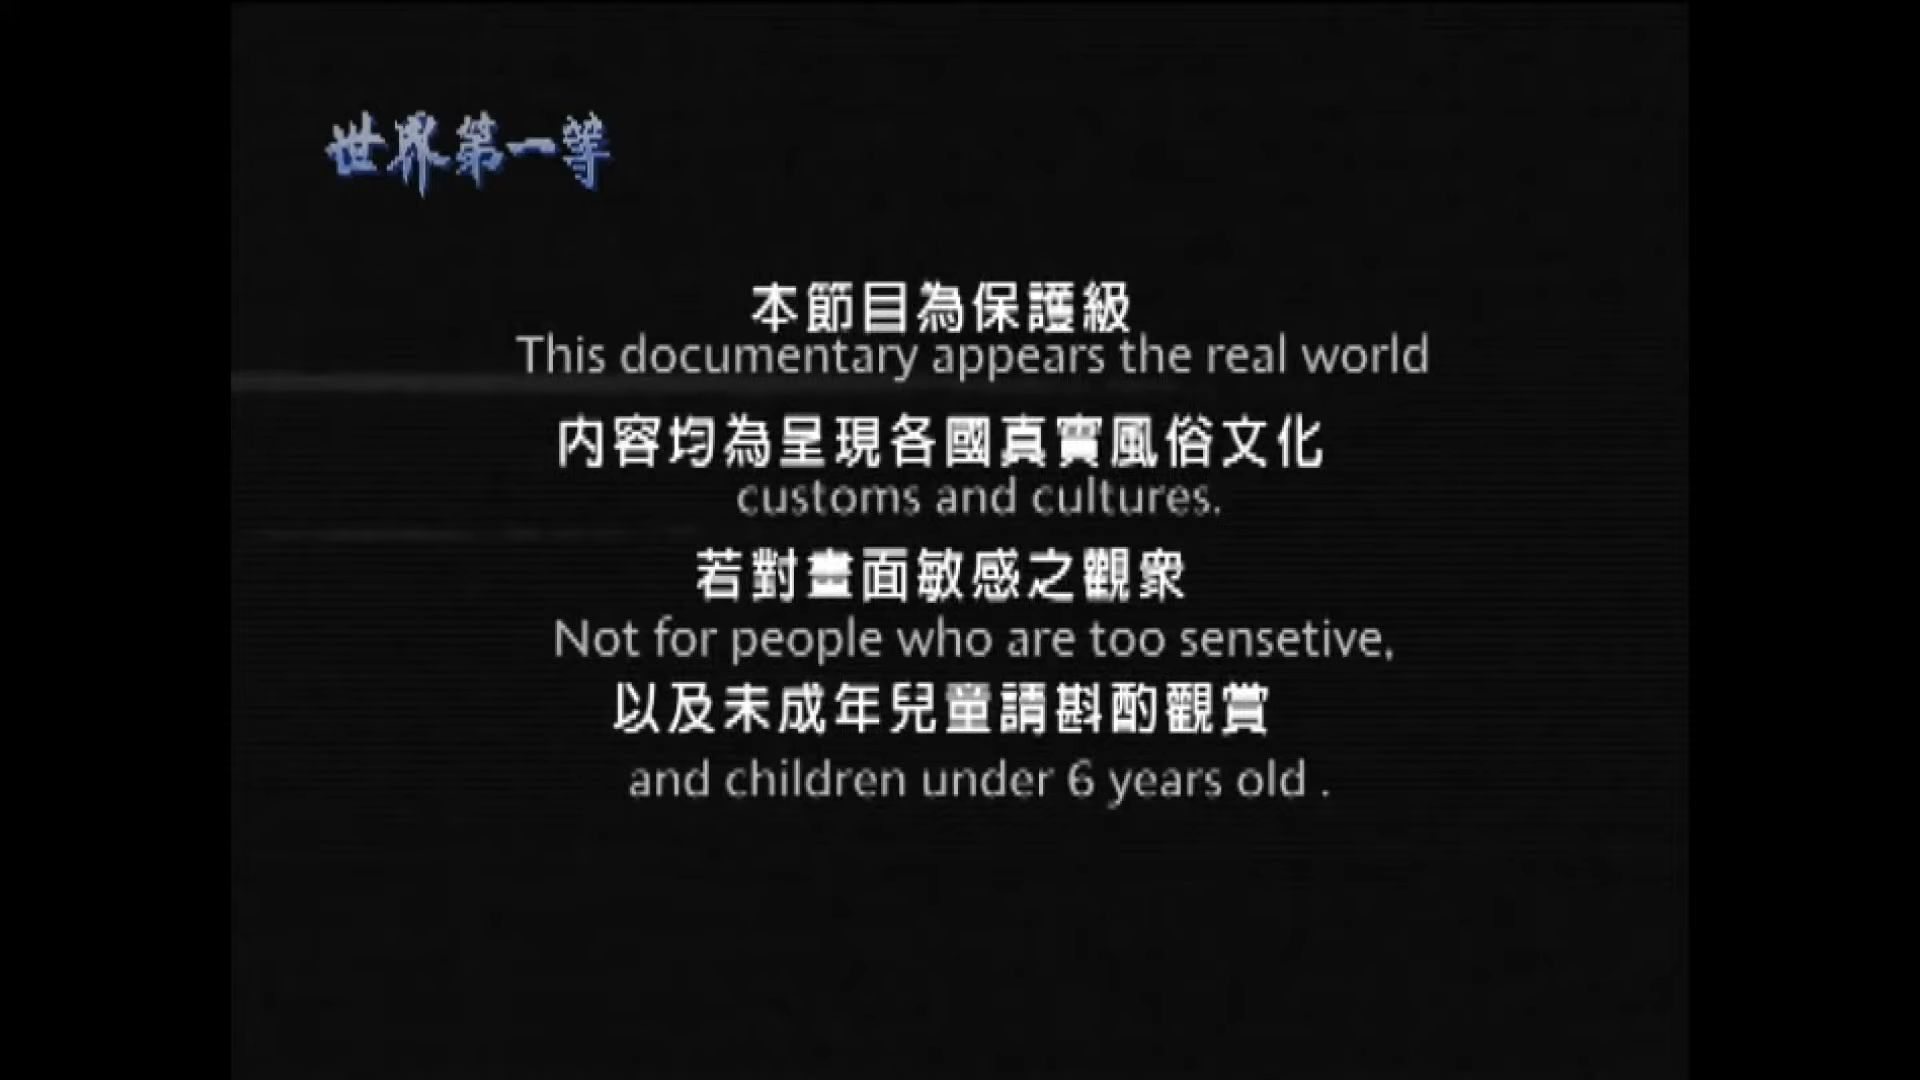 世界第一等
本節目為保護級
This documentary appears the real world
內容均為呈現各國真實風俗文化
customs and cultures.
若對畫面敏感之觀眾
Not for people who are too sensetive,
以及未成年兒童請斟酌觀賞
and children under 6 years old .